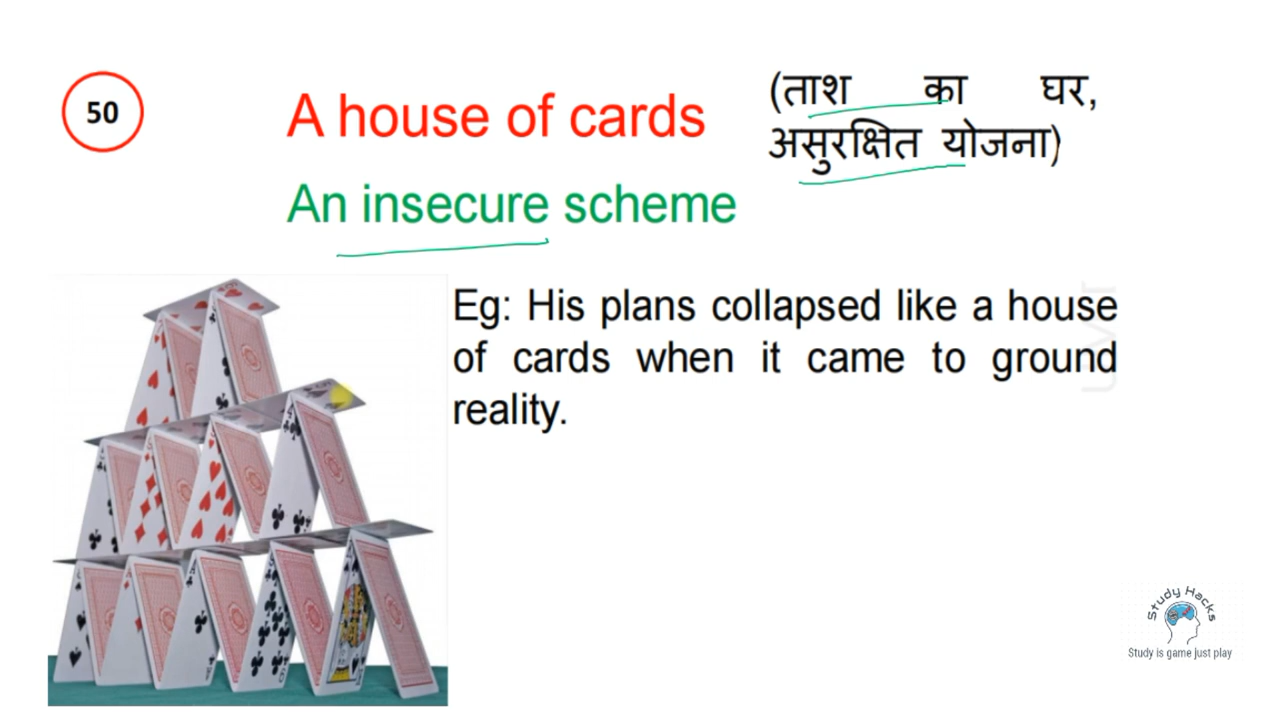 50
A house of cards
(ताश का घर,
असुरक्षित योजना)
An insecure scheme
Eg: His plans collapsed like a house
of cards when it came to ground
reality.
Study Hacks
Study is game just play